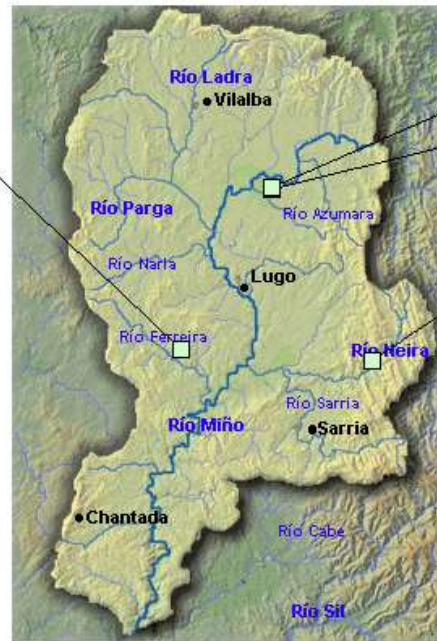 Río Ladra
Vilalba
Río Parga
Río Azumara
Río Narla
Lugo
Río Ferreira
Río Neira
Río Sarria
Río Miño
Sarria
Chantada
Río Cabe
Río Sil